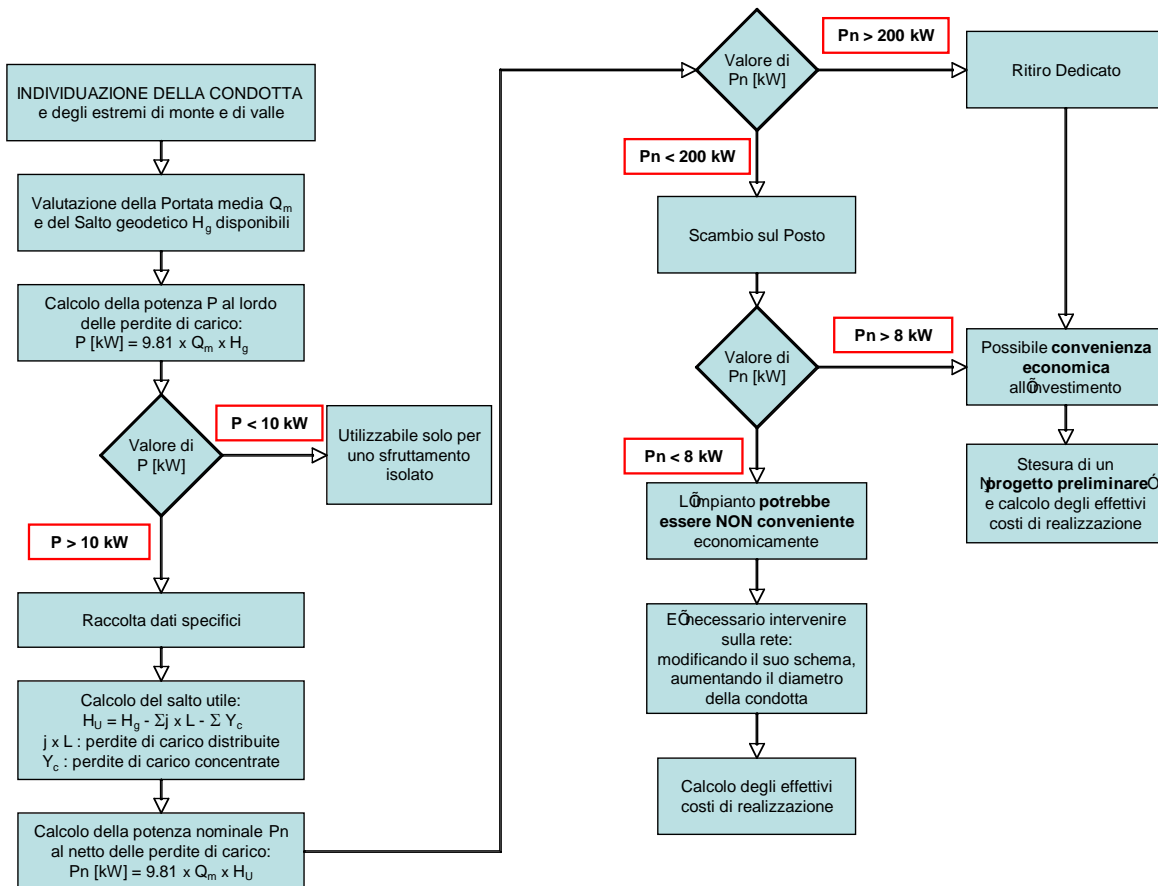 INDIVIDUAZIONE DELLA CONDOTTA
e degli estremi di monte e di valle
Valutazione della Portata media Qm
e del Salto geodetico Hg disponibili
Calcolo della potenza P al lordo
delle perdite di carico:
P [kW] = 9.81 x Qm x Hg
Valore di
P [kW]
P < 10 kW
Utilizzabile solo per
uno sfruttamento
isolato
P > 10 kW
Raccolta dati specifici
Calcolo del salto utile:
HU = Hg - Σj x L - Σ Yc
j x L : perdite di carico distribuite
Yc : perdite di carico concentrate
Calcolo della potenza nominale Pn
al netto delle perdite di carico:
Pn [kW] = 9.81 x Qm x HU
Valore di
Pn [kW]
Pn > 200 kW
Ritiro Dedicato
Pn < 200 kW
Scambio sul Posto
Valore di
Pn [kW]
Pn > 8 kW
Possibile convenienza
economica
allÕinvestimento
Pn < 8 kW
LÕimpianto potrebbe
essere NON conveniente
economicamente
Stesura di un
progetto preliminareÓ
e calcolo degli effettivi
costi di realizzazione
EÕ necessario intervenire
sulla rete:
modificando il suo schema,
aumentando il diametro
della condotta
Calcolo degli effettivi
costi di realizzazione